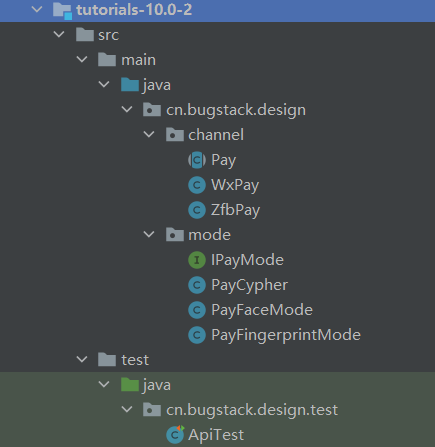 tutorials-10.0-2
src
main
java
cn.bugstack.design
channel
Pay
WxPay
ZfbPay
mode
IPayMode
PayCypher
PayFaceMode
PayFingerprintMode
test
java
cn.bugstack.design.test
ApiTest